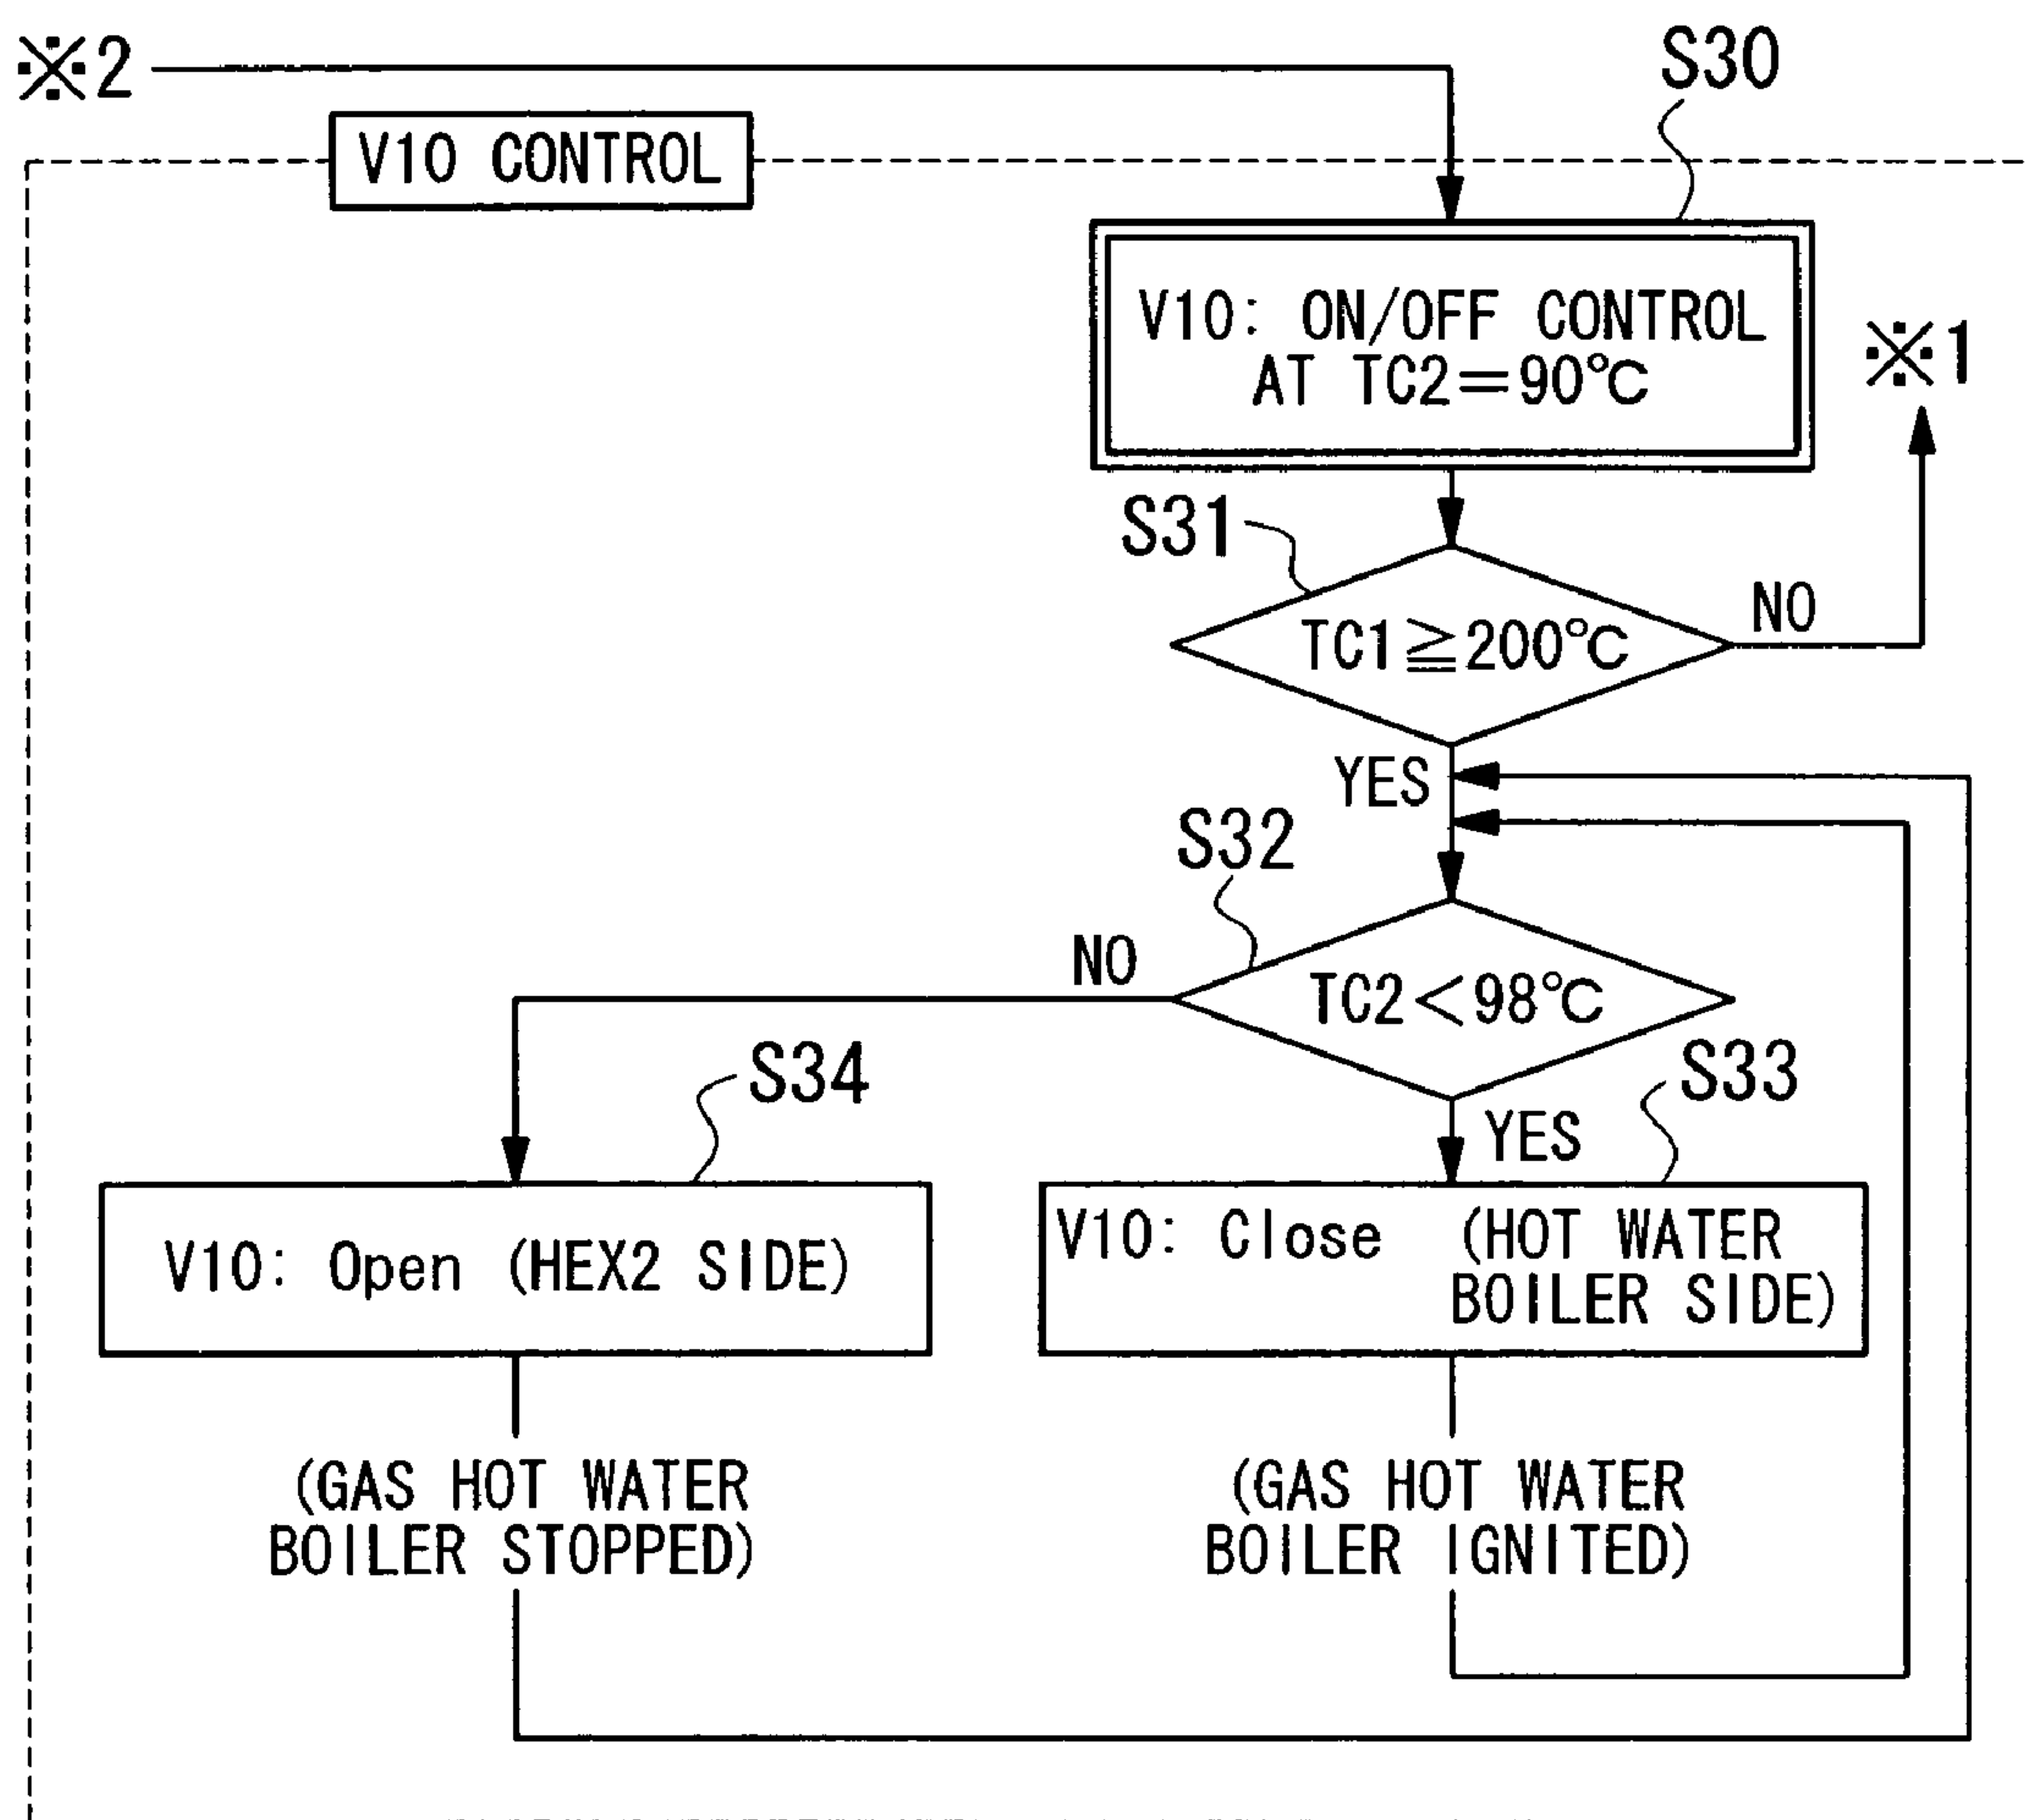 ※2
S30
V10 CONTROL
V10: ON/OFF CONTROL
AT TC2=90℃
※1
S31
TC1≧200℃
NO
YES
S32
NO
TC2<98℃
S34
S33
YES
V10: Open (HEX2 SIDE)
V10: Close (HOT WATER
BOILER SIDE)
(GAS HOT WATER
BOILER STOPPED)
(GAS HOT WATER
BOILER IGNITED)